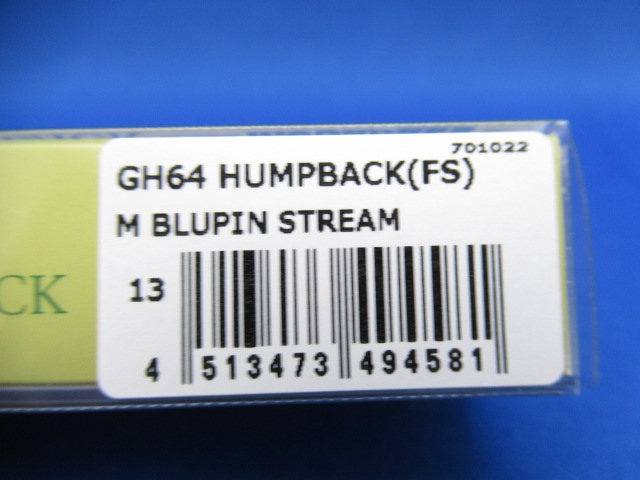 701022
GH64 HUMPBACK(FS)
M BLUPIN STREAM
CK
13
4 513473 494581